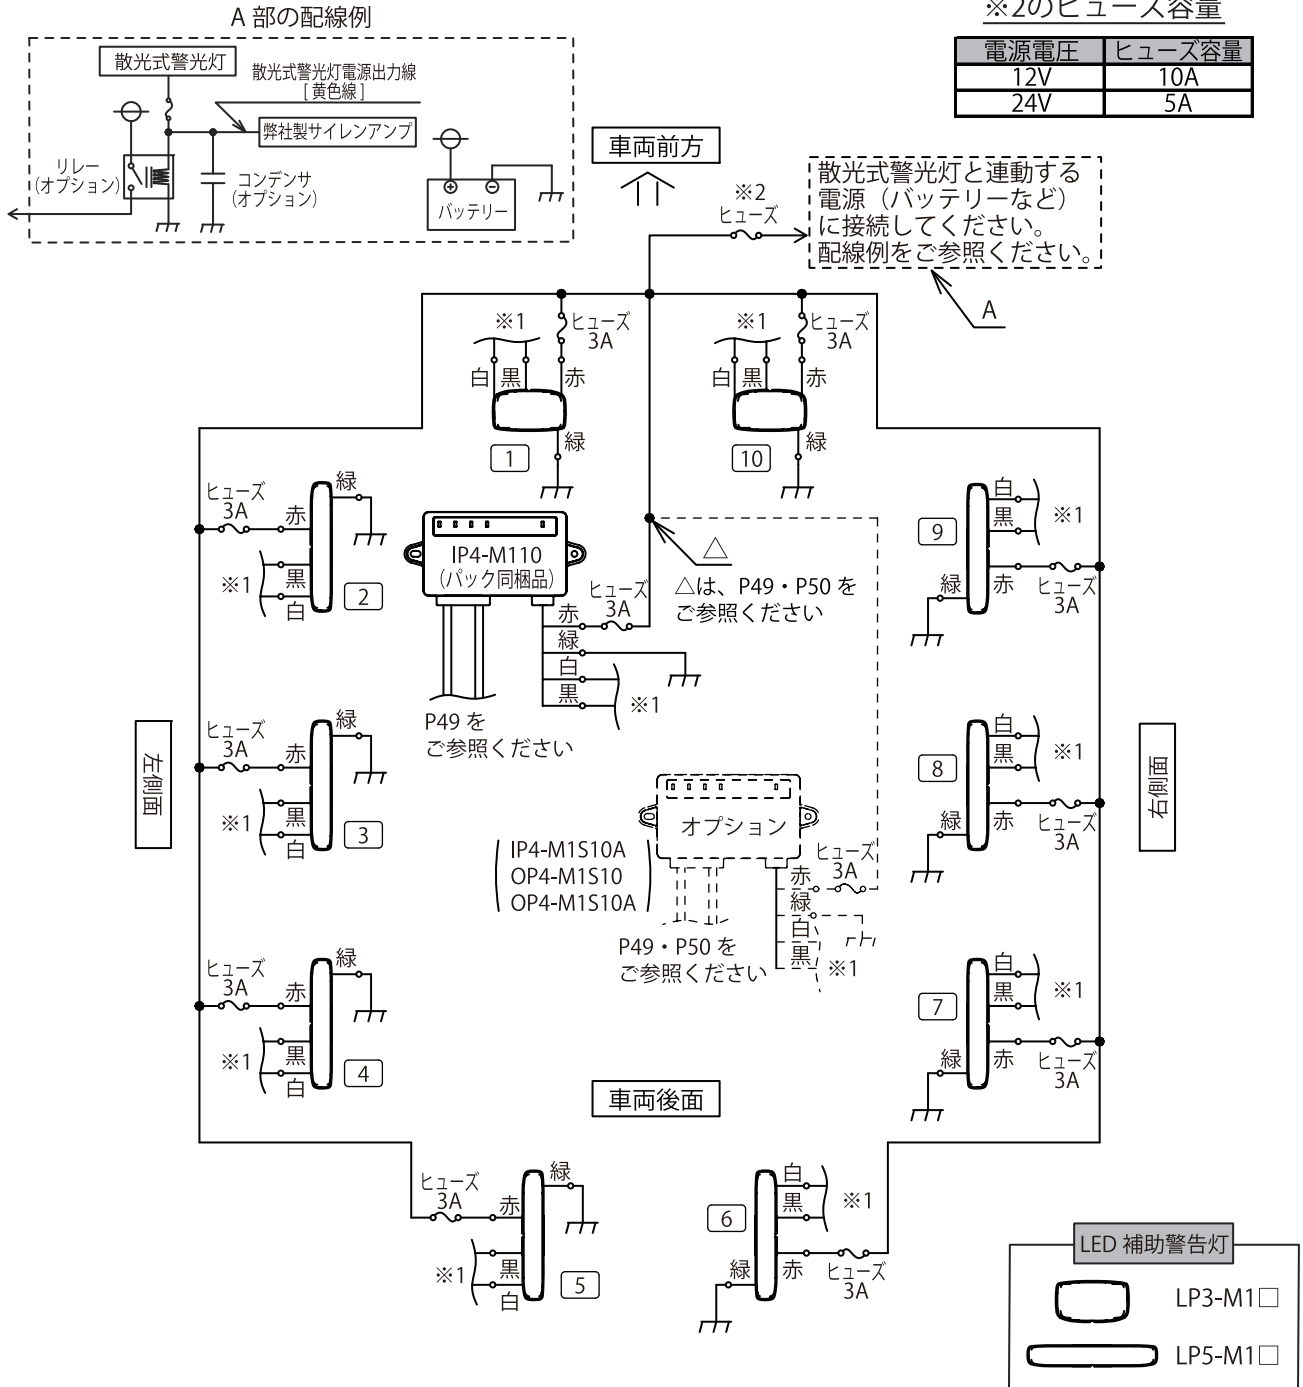 A 部の配線例
散光式警光灯
散光式警光灯電源出力線
[ 黄色線 ]
弊社製サイレンアンプ
リレー
(オプション)
コンデンサ
(オプション)
バッテリー
※2のヒューズ容量
電源電圧 ヒューズ容量
12V 10A
24V 5A
車両前方
※2
ヒューズ
散光式警光灯と連動する
電源（バッテリーなど）
に接続してください。
配線例をご参照ください。
A
※1
ヒューズ
3A
白 黒 赤
緑
1
※1
ヒューズ
3A
白 黒 赤
緑
10
ヒューズ
3A
赤
緑
※1
黒
白
2
IP4-M110
(パック同梱品)
赤
ヒューズ
3A
緑
白
黒
※1
P49 を
ご参照ください
△
△は、P49・P50 を
ご参照ください
9
白
黒
※1
赤
緑
ヒューズ
3A
左側面
ヒューズ
3A
赤
緑
※1
黒
白
3
オプション
IP4-M1S10A
OP4-M1S10
OP4-M1S10A
ヒューズ
3A
赤
緑
白
黒
※1
P49・P50 を
ご参照ください
8
白
黒
※1
赤
緑
ヒューズ
3A
右側面
ヒューズ
3A
赤
緑
※1
黒
白
4
7
白
黒
※1
赤
緑
ヒューズ
3A
車両後面
ヒューズ
3A
赤
緑
※1
黒
白
5
6
白
黒
※1
赤
緑
ヒューズ
3A
LED 補助警告灯
LP3-M1□
LP5-M1□